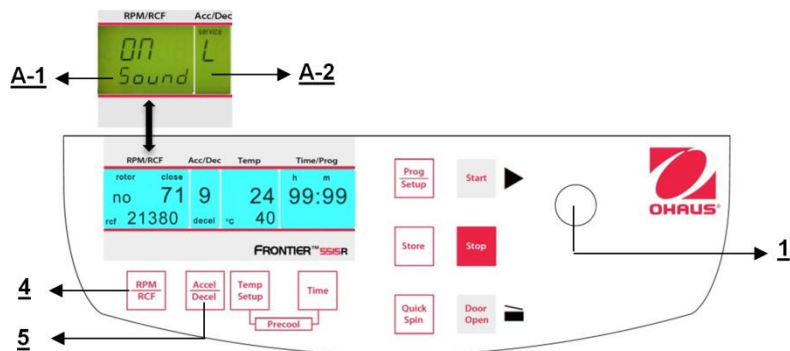 RPM/RCF Acc/Dec
service
ON L
Sound
A-1
A-2
RPM/RCF Acc/Dec Temp Time/Prog
rotor close h m
no 71 9 24 99:99
rcf 21380 decel °C 40
FRONTIER™ 5515R
RPM
RCF
Accel
Decel
Temp
Setup
Time
Precool
4
5
Prog
Setup
Start
Store
Stop
Quick
Spin
Door
Open
OHAUS®
1